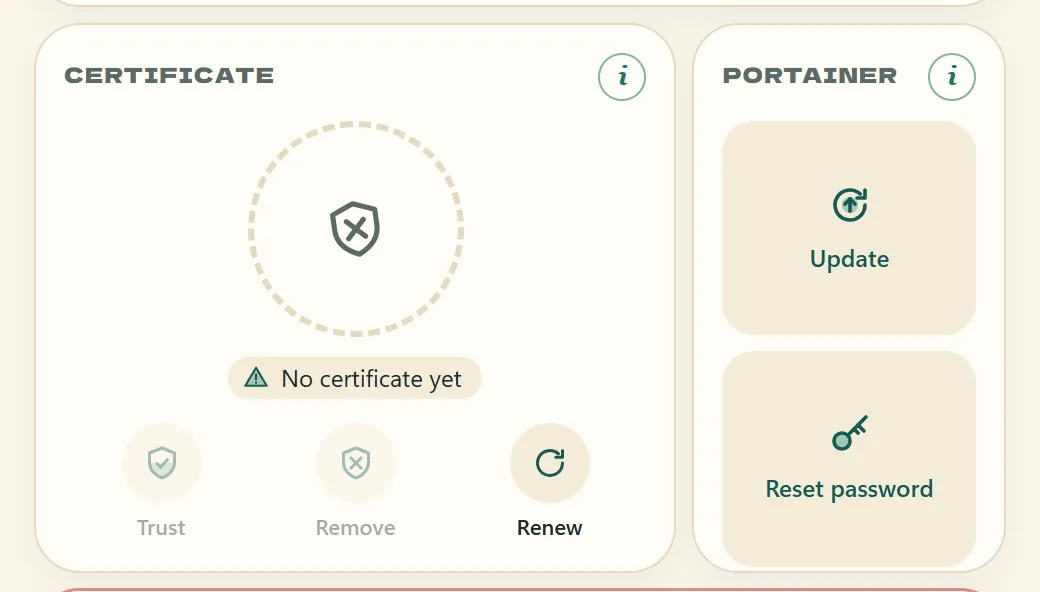 CERTIFICATE
i
No certificate yet
Trust
Remove
Renew
PORTAINER
i
Update
Reset password